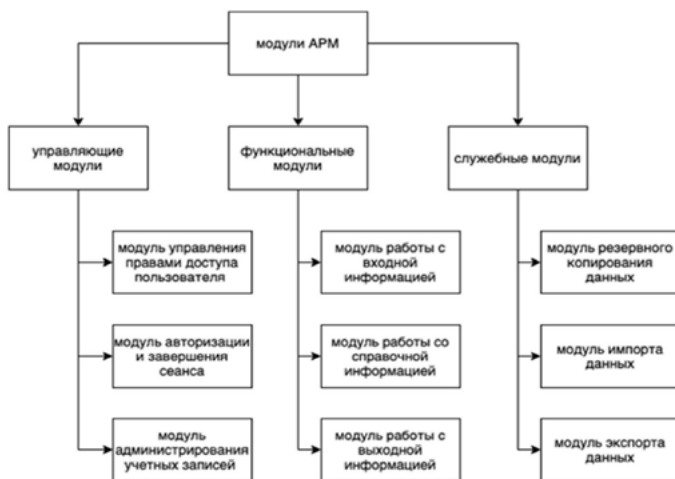 модули АРМ
управляющие
модули
функциональные
модули
служебные модули
модуль управления
правами доступа
пользователя
модуль работы с
входной
информацией
модуль резервного
копирования
данных
модуль авторизации
и завершения
сеанса
модуль работы со
справочной
информацией
модуль импорта
данных
модуль
администрирования
учетных записей
модуль работы с
выходной
информацией
модуль экспорта
данных